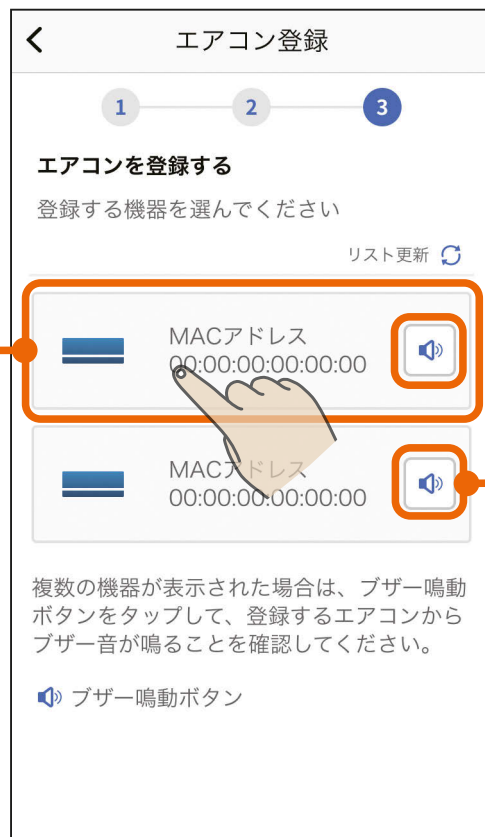 エアコン登録
1 2 3
エアコンを登録する
登録する機器を選んでください
リスト更新
MACアドレス
00:00:00:00:00:00
MACアドレス
00:00:00:00:00:00
複数の機器が表示された場合は、ブザー鳴動
ボタンをタップして、登録するエアコンから
ブザー音が鳴ることを確認してください。
ブザー鳴動ボタン